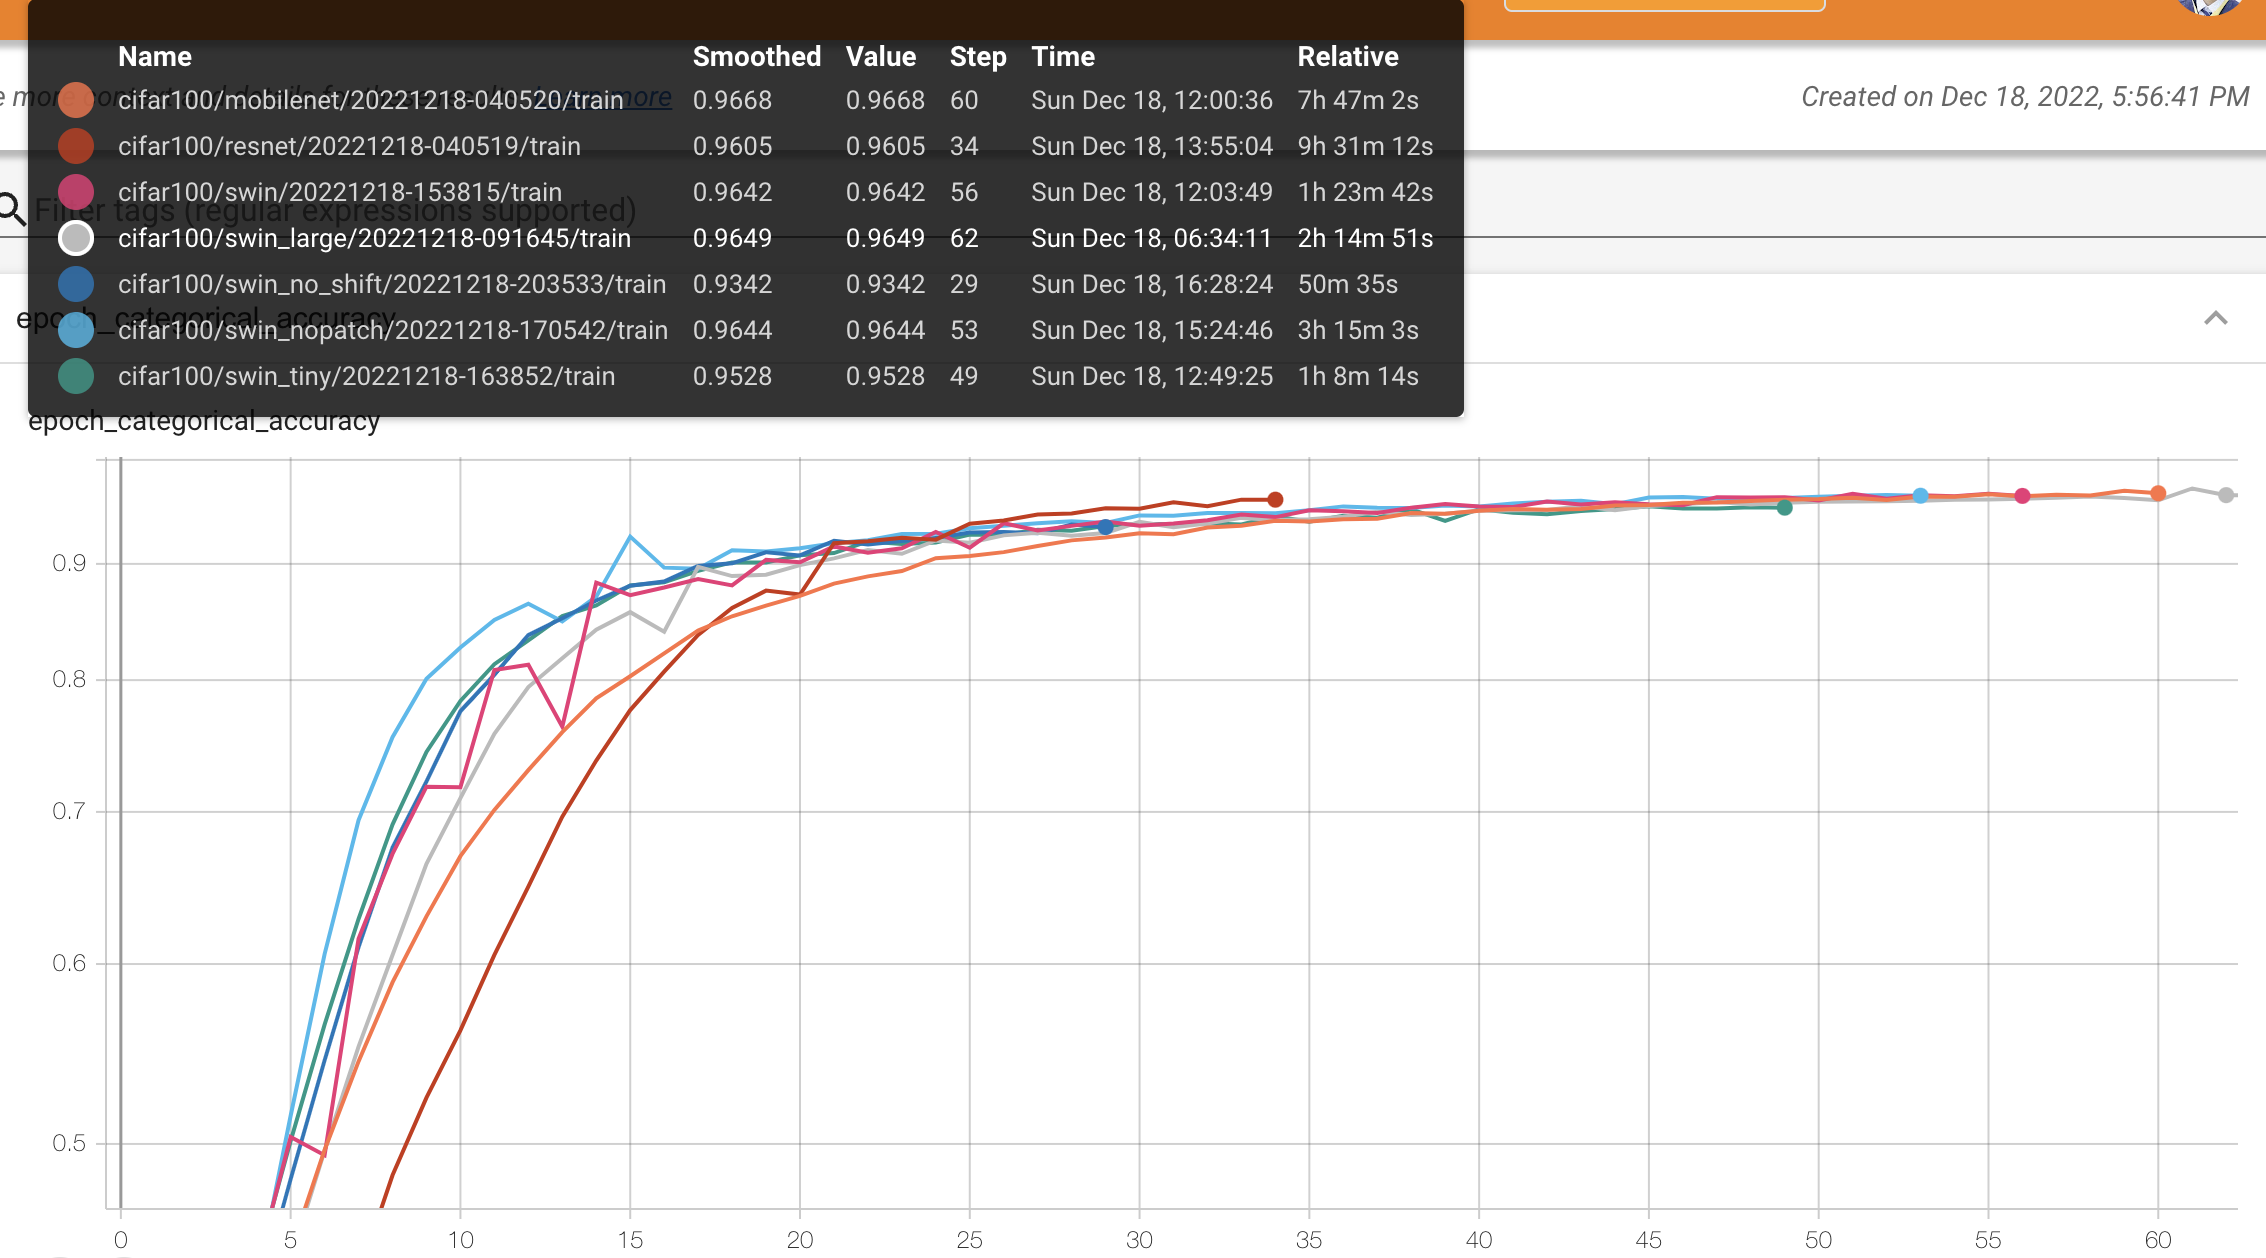 Name Smoothed Value Step Time Relative
cifar100/mobilenet/20221218-040520/train 0.9668 0.9668 60 Sun Dec 18, 12:00:36 7h 47m 2s
e more context and details for these results. Learn more
Created on Dec 18, 2022, 5:56:41 PM
cifar100/resnet/20221218-040519/train 0.9605 0.9605 34 Sun Dec 18, 13:55:04 9h 31m 12s
cifar100/swin/20221218-153815/train 0.9642 0.9642 56 Sun Dec 18, 12:03:49 1h 23m 42s
Filter tags (regular expressions supported)
cifar100/swin_large/20221218-091645/train 0.9649 0.9649 62 Sun Dec 18, 06:34:11 2h 14m 51s
cifar100/swin_no_shift/20221218-203533/train 0.9342 0.9342 29 Sun Dec 18, 16:28:24 50m 35s
epoch_categorical_accuracy
cifar100/swin_nopatch/20221218-170542/train 0.9644 0.9644 53 Sun Dec 18, 15:24:46 3h 15m 3s
cifar100/swin_tiny/20221218-163852/train 0.9528 0.9528 49 Sun Dec 18, 12:49:25 1h 8m 14s
epoch_categorical_accuracy
0.9
0.8
0.7
0.6
0.5
0 5 10 15 20 25 30 35 40 45 50 55 60